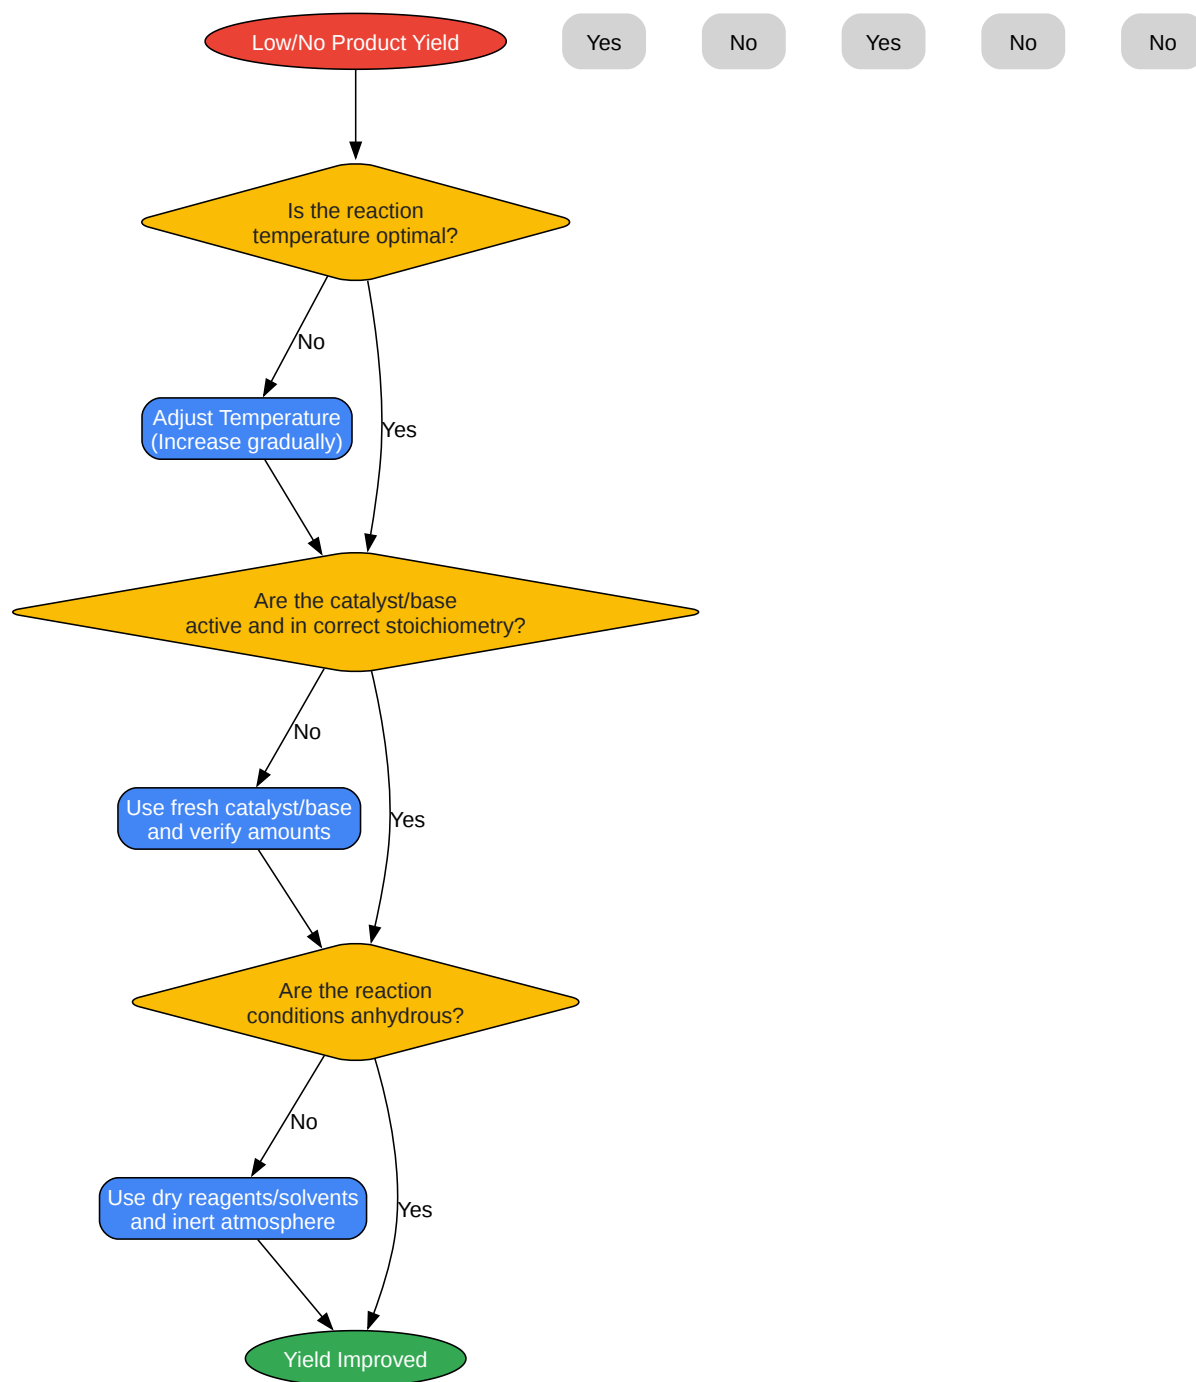 Low/No Product Yield
Yes
No
Yes
No
No
Is the reaction
temperature optimal?
No
Adjust Temperature
(Increase gradually)
Yes
Are the catalyst/base
active and in correct stoichiometry?
No
Use fresh catalyst/base
and verify amounts
Yes
Are the reaction
conditions anhydrous?
No
Use dry reagents/solvents
and inert atmosphere
Yes
Yield Improved